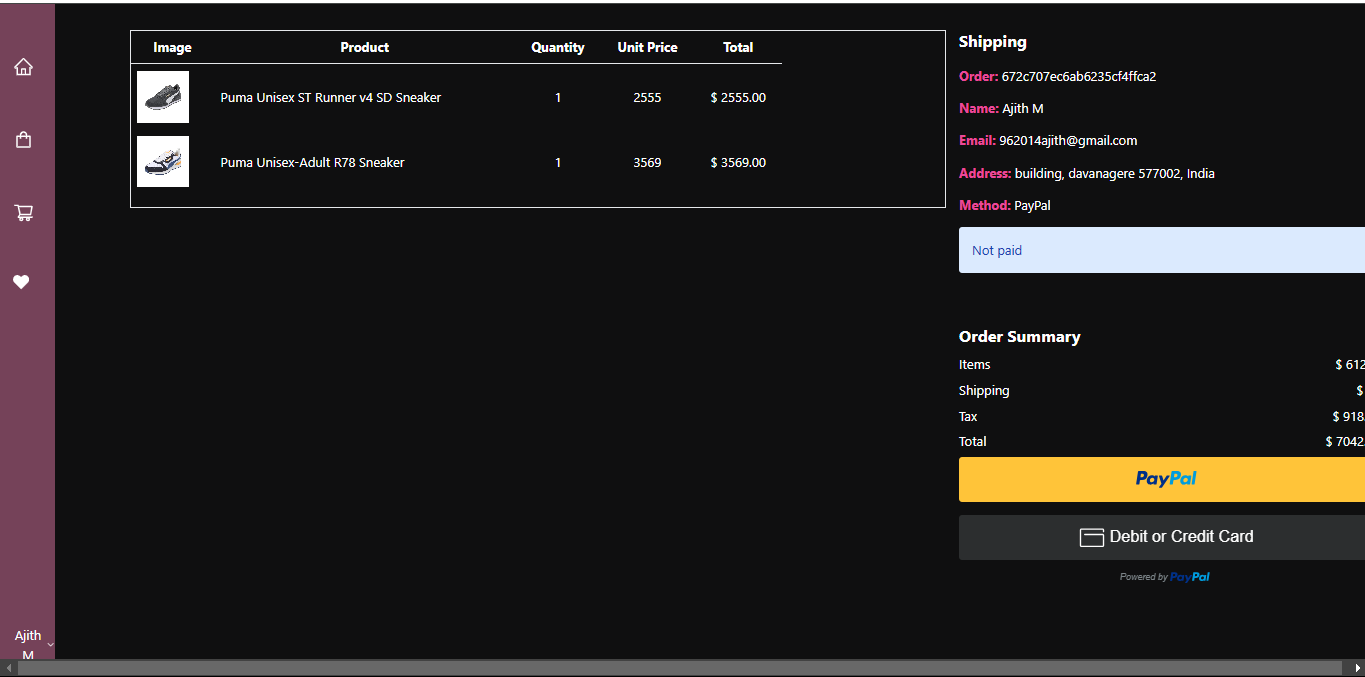 Image Product Quantity Unit Price Total
Puma Unisex ST Runner v4 SD Sneaker 1 2555 $ 2555.00
Puma Unisex-Adult R78 Sneaker 1 3569 $ 3569.00
Shipping
Order: 672c707ec6ab6235cf4ffca2
Name: Ajith M
Email: 962014ajith@gmail.com
Address: building, davanagere 577002, India
Method: PayPal
Not paid
Order Summary
Items $ 612
Shipping $
Tax $ 918.
Total $ 7042.
PayPal
Debit or Credit Card
Powered by PayPal
Ajith
M